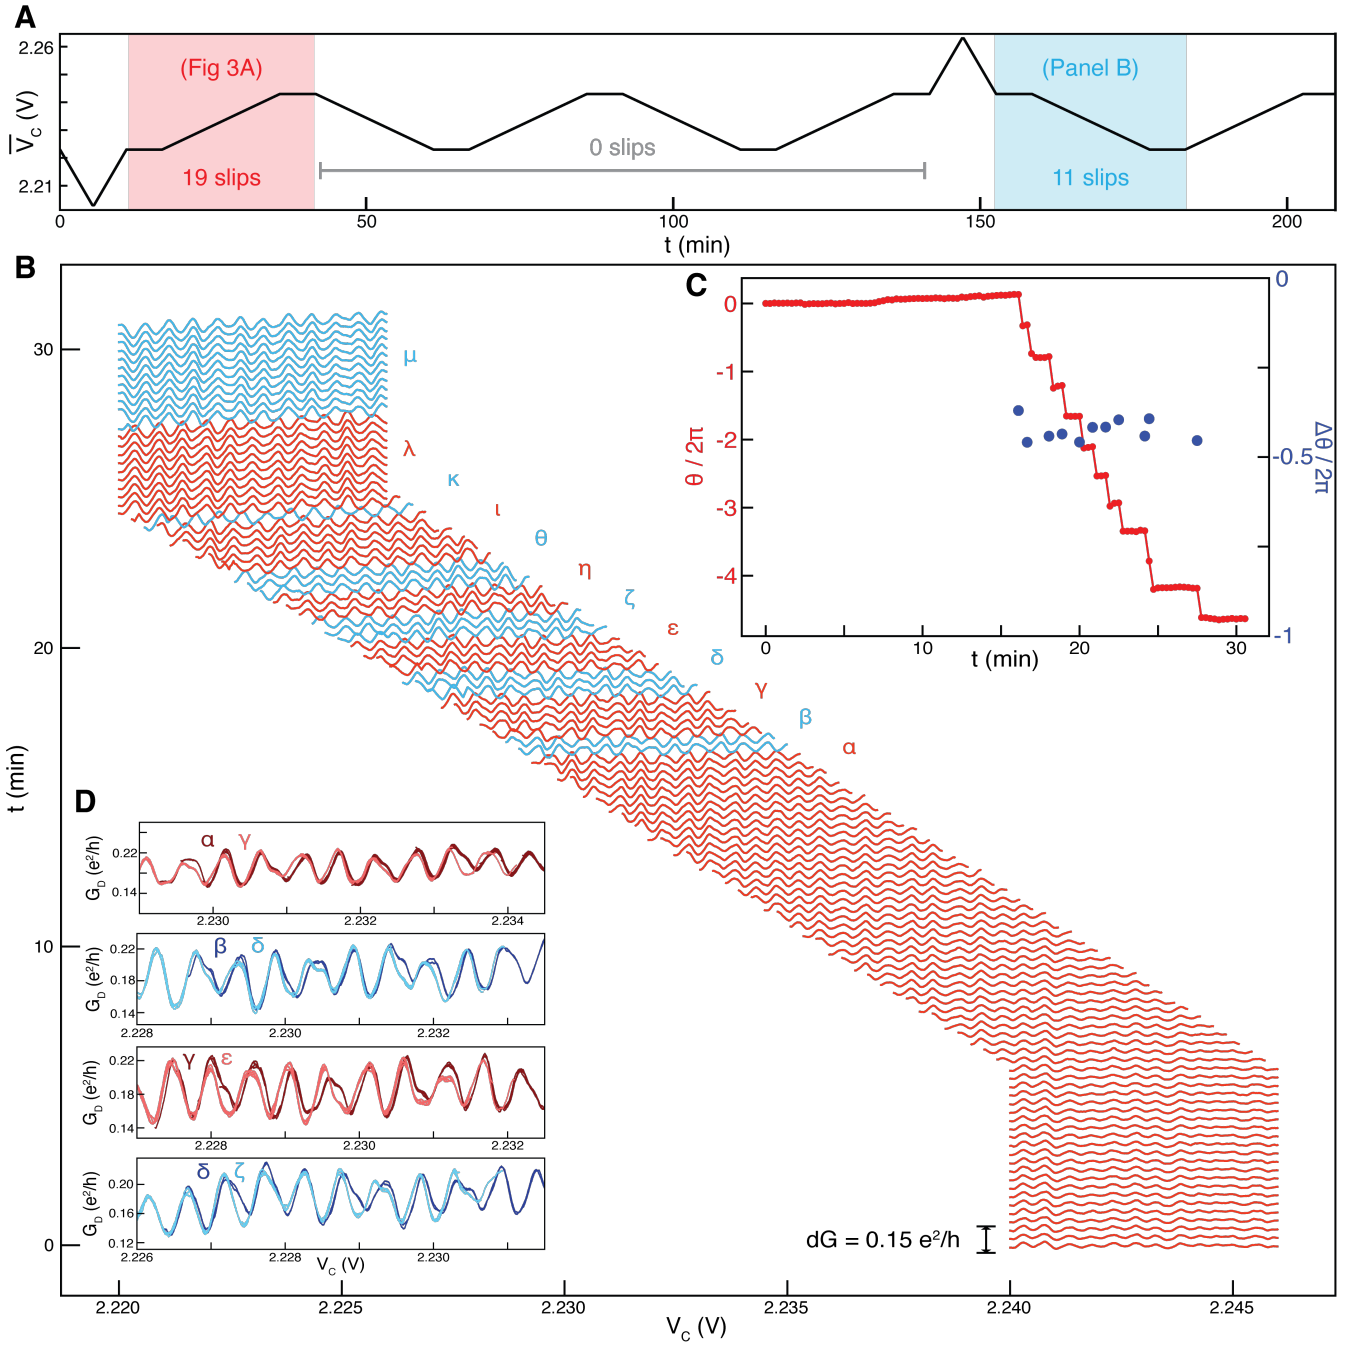 A
2.26
2.21
V̅C (V)
(Fig 3A)
19 slips
0 slips
(Panel B)
11 slips
0
50
100
150
200
t (min)
B
30
20
10
0
t (min)
μ
λ
κ
ι
θ
η
ζ
ε
δ
γ
β
α
C
0
-1
-2
-3
-4
θ / 2π
0
-0.5
-1
Δθ / 2π
0
10
20
30
t (min)
D
α γ
0.22
0.14
GD (e²/h)
2.230
2.232
2.234
β δ
0.22
0.18
0.14
GD (e²/h)
2.228
2.230
2.232
γ ε
0.22
0.18
0.14
GD (e²/h)
2.228
2.230
2.232
δ ζ
0.20
0.16
0.12
GD (e²/h)
2.226
2.228
2.230
VC (V)
dG = 0.15 e²/h
2.220
2.225
2.230
2.235
2.240
2.245
VC (V)